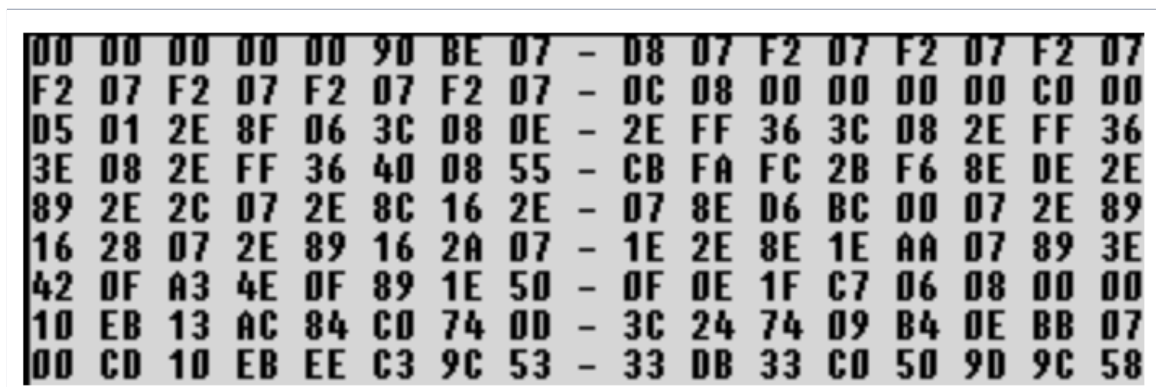 00 00 00 00 00 90 BE 07 - D8 07 F2 07 F2 07 F2 07
F2 07 F2 07 F2 07 F2 07 - 0C 08 00 00 00 00 C0 00
D5 01 2E 8F 06 3C 08 0E - 2E FF 36 3C 08 2E FF 36
3E 08 2E FF 36 40 08 55 - CB FA FC 2B F6 8E DE 2E
89 2E 2C 07 2E 8C 16 2E - 07 8E D6 BC 00 07 2E 89
16 28 07 2E 89 16 2A 07 - 1E 2E 8E 1E AA 07 89 3E
42 0F A3 4E 0F 89 1E 50 - 0F 0E 1F C7 06 08 00 00
10 EB 13 AC 84 C0 74 0D - 3C 24 74 09 B4 0E BB 07
00 CD 10 EB EE C3 9C 53 - 33 DB 33 C0 50 9D 9C 58